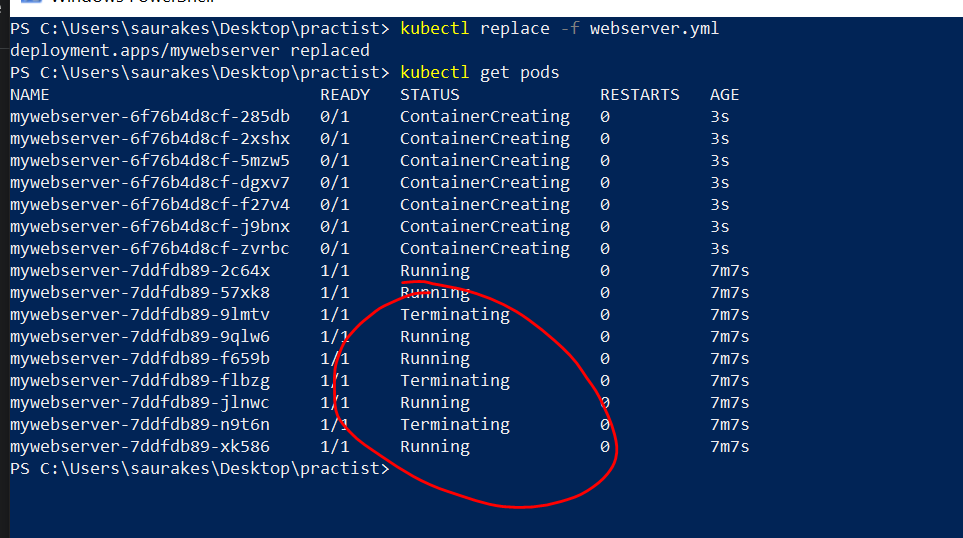 Windows PowerShell
PS C:\Users\saurakes\Desktop\practist> kubectl replace -f webserver.yml
deployment.apps/mywebserver replaced
PS C:\Users\saurakes\Desktop\practist> kubectl get pods
NAME READY STATUS RESTARTS AGE
mywebserver-6f76b4d8cf-285db 0/1 ContainerCreating 0 3s
mywebserver-6f76b4d8cf-2xshx 0/1 ContainerCreating 0 3s
mywebserver-6f76b4d8cf-5mzw5 0/1 ContainerCreating 0 3s
mywebserver-6f76b4d8cf-dgxv7 0/1 ContainerCreating 0 3s
mywebserver-6f76b4d8cf-f27v4 0/1 ContainerCreating 0 3s
mywebserver-6f76b4d8cf-j9bnx 0/1 ContainerCreating 0 3s
mywebserver-6f76b4d8cf-zvrbc 0/1 ContainerCreating 0 3s
mywebserver-7ddfdb89-2c64x 1/1 Running 0 7m7s
mywebserver-7ddfdb89-57xk8 1/1 Running 0 7m7s
mywebserver-7ddfdb89-9lmtv 1/1 Terminating 0 7m7s
mywebserver-7ddfdb89-9qlw6 1/1 Running 0 7m7s
mywebserver-7ddfdb89-f659b 1/1 Running 0 7m7s
mywebserver-7ddfdb89-flbzg 1/1 Terminating 0 7m7s
mywebserver-7ddfdb89-jlnwc 1/1 Running 0 7m7s
mywebserver-7ddfdb89-n9t6n 1/1 Terminating 0 7m7s
mywebserver-7ddfdb89-xk586 1/1 Running 0 7m7s
PS C:\Users\saurakes\Desktop\practist>